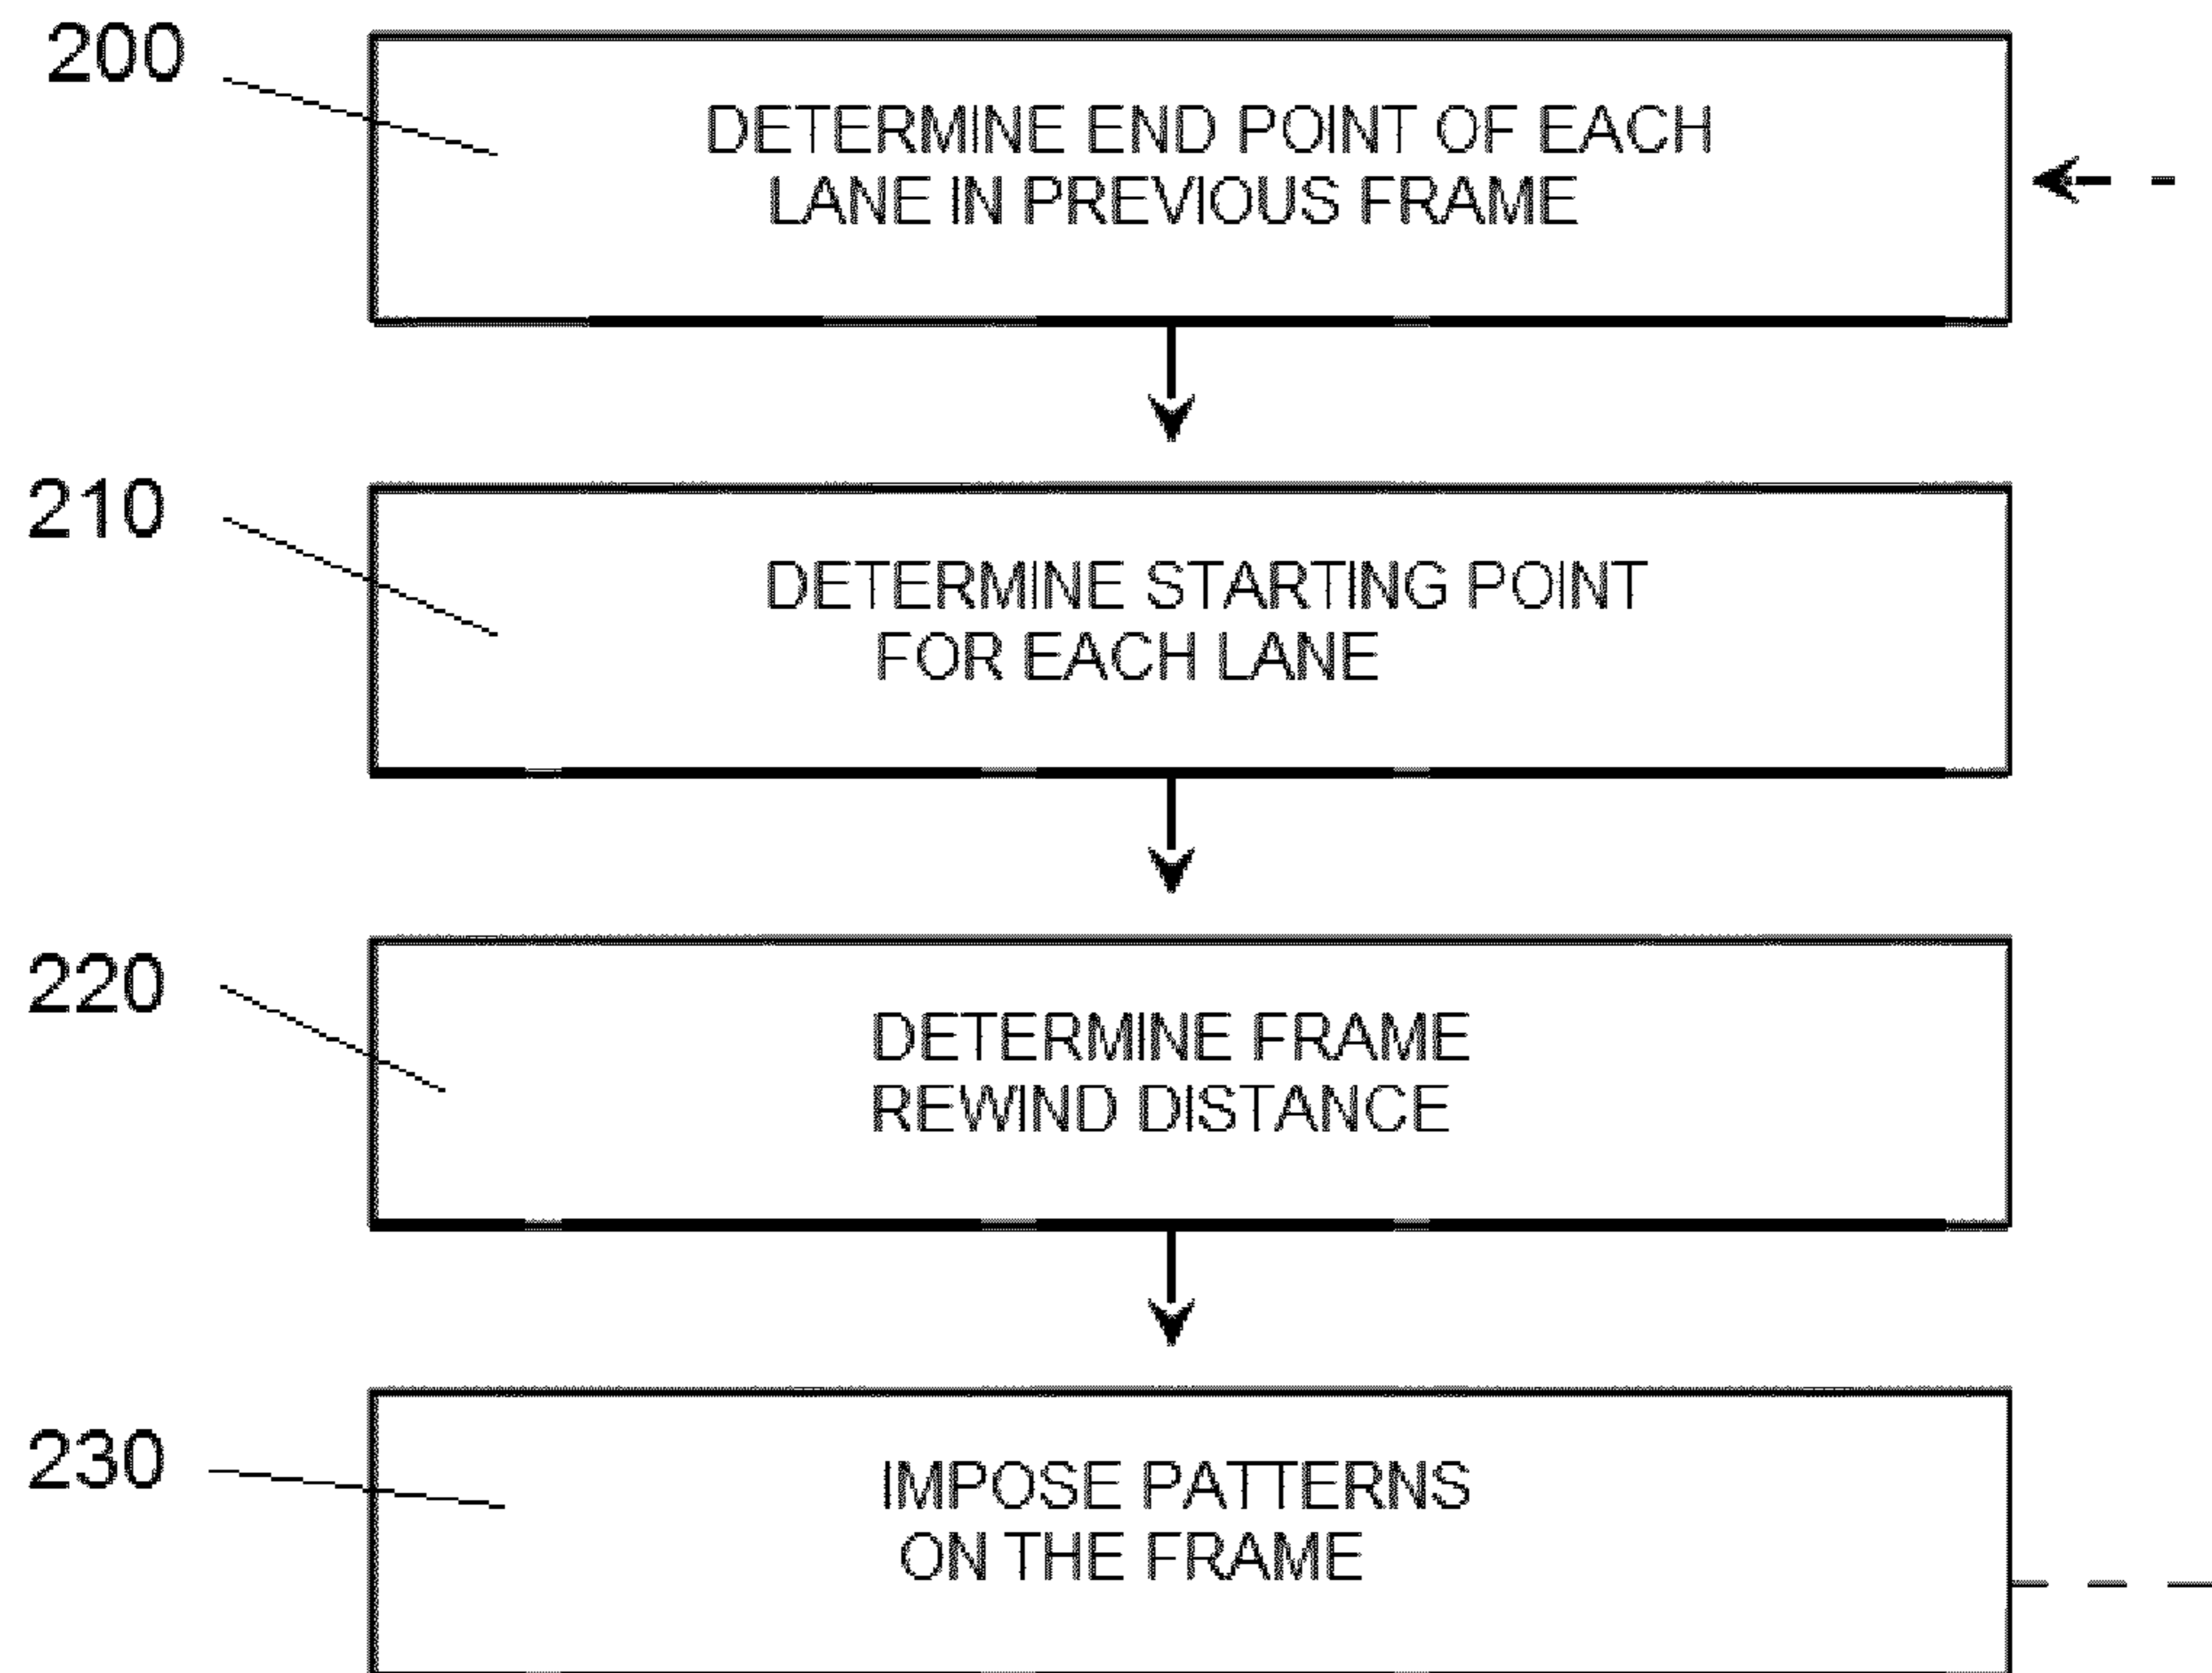 200
DETERMINE END POINT OF EACH
LANE IN PREVIOUS FRAME
210
DETERMINE STARTING POINT
FOR EACH LANE
220
DETERMINE FRAME
REWIND DISTANCE
230
IMPOSE PATTERNS
ON THE FRAME